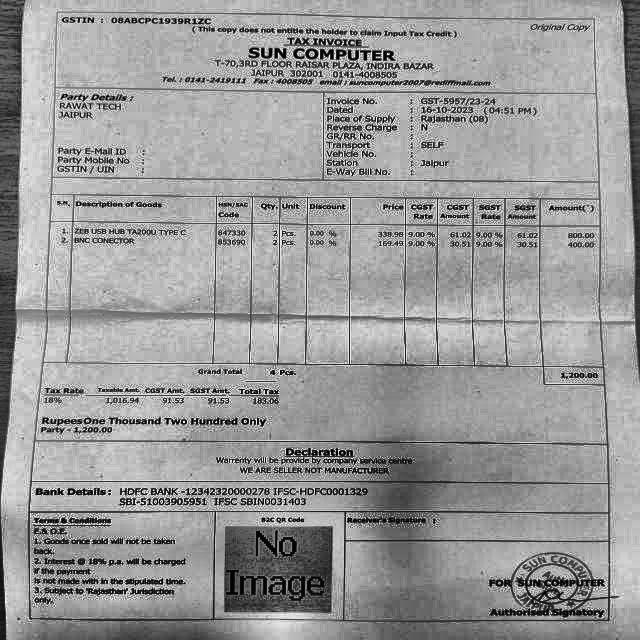 GSTIN : 08ABCPC1939R1ZC
Original Copy
( This copy does not entitle the holder to claim Input Tax Credit )
TAX INVOICE
SUN COMPUTER
T-70,3RD FLOOR RAISAR PLAZA, INDIRA BAZAR
JAIPUR 302001 0141-4008505
Tel. : 0141-2419111 Fax : 4008505 email : suncomputer2007@rediffmail.com
Party Details :
RAWAT TECH
JAIPUR
Party E-Mail ID :
Party Mobile No :
GSTIN / UIN :
Invoice No. : GST-5957/23-24
Dated : 16-10-2023 (04:51 PM)
Place of Supply : Rajasthan (08)
Reverse Charge : N
GR/RR No. :
Transport : SELF
Vehicle No. :
Station : Jaipur
E-Way Bill No. :
S.N. Description of Goods HSN/SAC Code Qty. Unit Discount Price CGST Rate CGST Amount SGST Rate SGST Amount Amount(`)
1. ZEB USB HUB TA200U TYPE C 847330 2 Pcs. 0.00 % 338.98 9.00 % 61.02 9.00 % 61.02 800.00
2. BNC CONECTOR 853690 2 Pcs. 0.00 % 169.49 9.00 % 30.51 9.00 % 30.51 400.00
Grand Total 4 Pcs. 1,200.00
Tax Rate Taxable Amt. CGST Amt. SGST Amt. Total Tax
18% 1,016.94 91.53 91.53 183.06
RupeesOne Thousand Two Hundred Only
Party - 1,200.00
Declaration
Warrenty will be provide by company service centre
WE ARE SELLER NOT MANUFACTURER
Bank Details : HDFC BANK -12342320000278 IFSC-HDFC0001329
SBI-51003905951 IFSC SBIN0031403
Terms & Conditions
E.& O.E.
1. Goods once sold will not be taken
back.
2. Interest @ 18% p.a. will be charged
if the payment
is not made with in the stipulated time.
3. Subject to 'Rajasthan' Jurisdiction
only.
B2C QR Code
No
Image
Receiver's Signature :
SUN COMPU
FOR SUN COMPUTER
Authorised Signatory